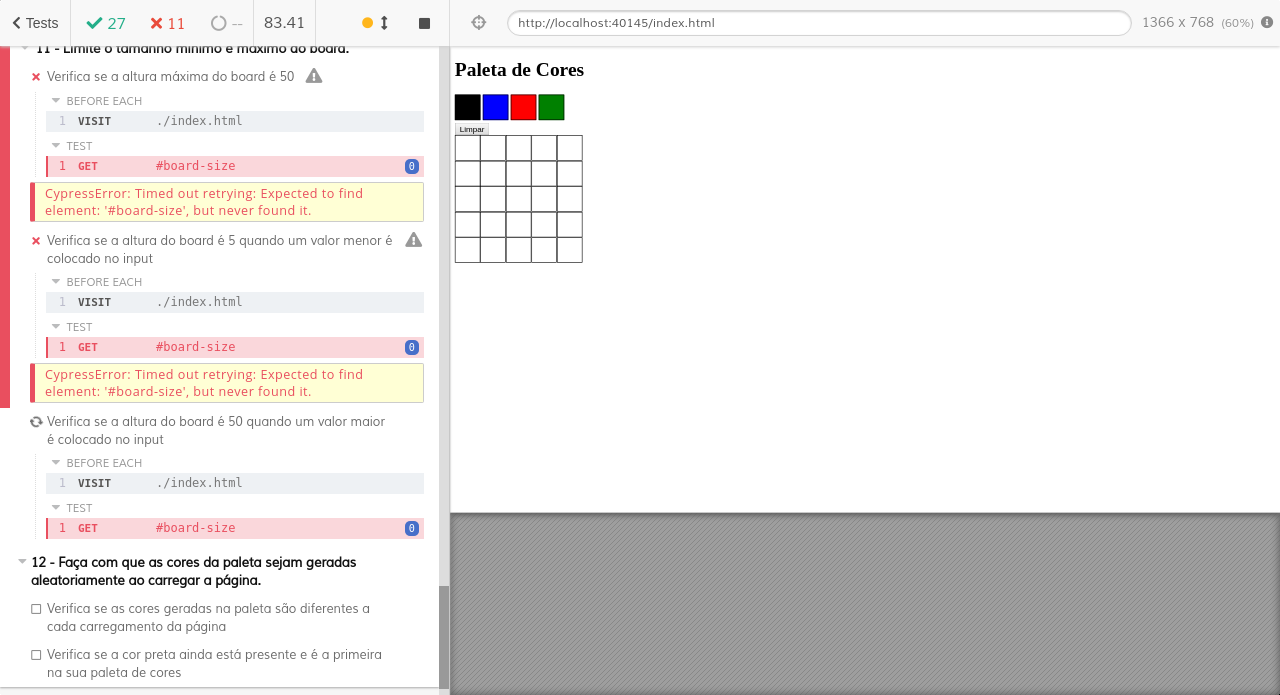 Tests
27
11
--
83.41
http://localhost:40145/index.html
1366 x 768 (60%)
11 - Limite o tamanho mínimo e máximo do board.
Verifica se a altura máxima do board é 50
BEFORE EACH
1 VISIT ./index.html
TEST
1 GET #board-size 0
CypressError: Timed out retrying: Expected to find
element: '#board-size', but never found it.
Verifica se a altura do board é 5 quando um valor menor é
colocado no input
BEFORE EACH
1 VISIT ./index.html
TEST
1 GET #board-size 0
CypressError: Timed out retrying: Expected to find
element: '#board-size', but never found it.
Verifica se a altura do board é 50 quando um valor maior
é colocado no input
BEFORE EACH
1 VISIT ./index.html
TEST
1 GET #board-size 0
12 - Faça com que as cores da paleta sejam geradas
aleatoriamente ao carregar a página.
Verifica se as cores geradas na paleta são diferentes a
cada carregamento da página
Verifica se a cor preta ainda está presente e é a primeira
na sua paleta de cores
Paleta de Cores
Limpar